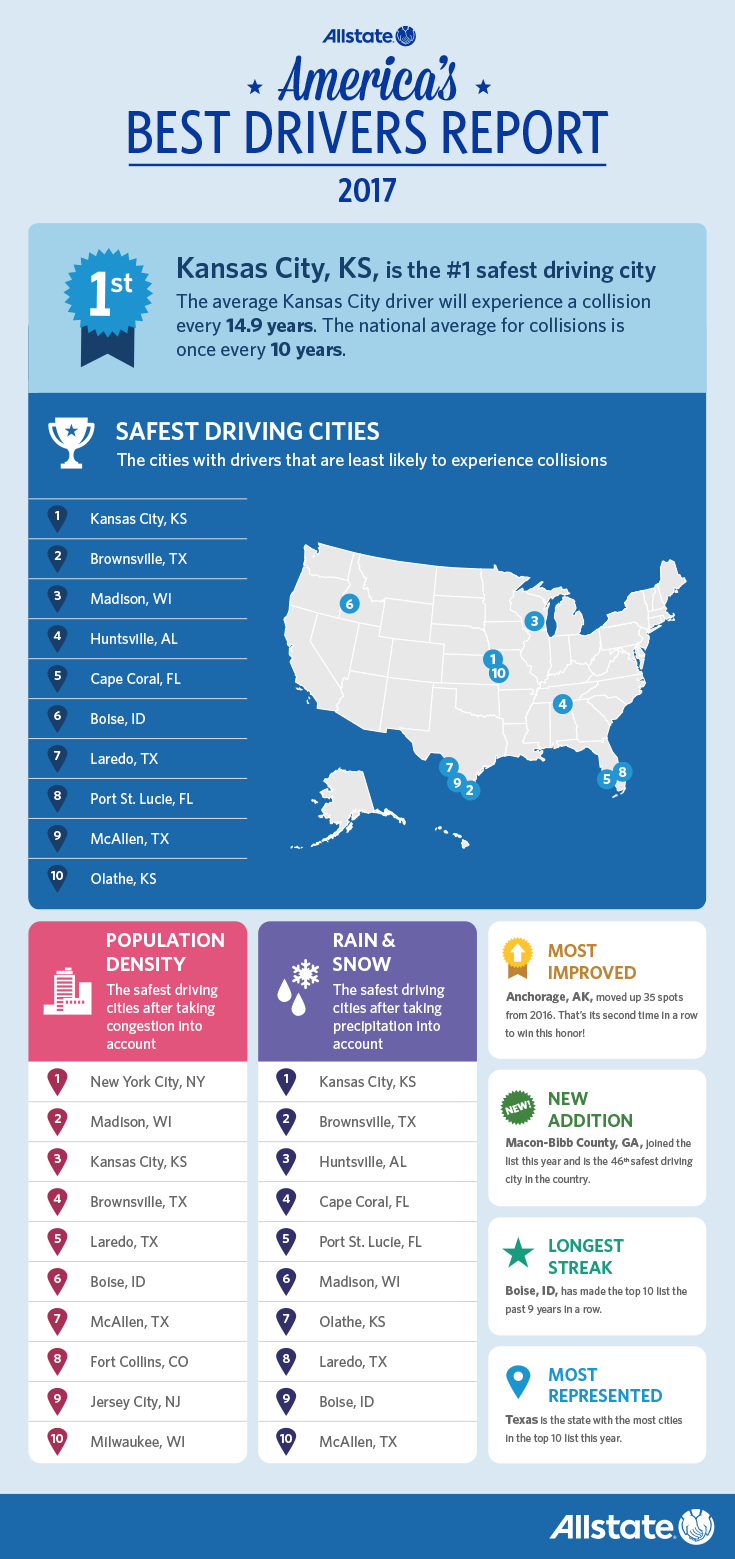 Allstate
America's
BEST DRIVERS REPORT
2017
1st
Kansas City, KS, is the #1 safest driving city
The average Kansas City driver will experience a collision
every 14.9 years. The national average for collisions is
once every 10 years.
SAFEST DRIVING CITIES
The cities with drivers that are least likely to experience collisions
1 Kansas City, KS
2 Brownsville, TX
3 Madison, WI
4 Huntsville, AL
5 Cape Coral, FL
6 Boise, ID
7 Laredo, TX
8 Port St. Lucie, FL
9 McAllen, TX
10 Olathe, KS
6
3
1
10
4
7
9
2
5
8
POPULATION
DENSITY
The safest driving
cities after taking
congestion into
account
1 New York City, NY
2 Madison, WI
3 Kansas City, KS
4 Brownsville, TX
5 Laredo, TX
6 Boise, ID
7 McAllen, TX
8 Fort Collins, CO
9 Jersey City, NJ
10 Milwaukee, WI
RAIN &
SNOW
The safest driving
cities after taking
precipitation into
account
1 Kansas City, KS
2 Brownsville, TX
3 Huntsville, AL
4 Cape Coral, FL
5 Port St. Lucie, FL
6 Madison, WI
7 Olathe, KS
8 Laredo, TX
9 Boise, ID
10 McAllen, TX
MOST
IMPROVED
Anchorage, AK, moved up 35 spots
from 2016. That's its second time in a row
to win this honor!
NEW!
NEW
ADDITION
Macon-Bibb County, GA, joined the
list this year and is the 46th safest driving
city in the country.
LONGEST
STREAK
Boise, ID, has made the top 10 list the
past 9 years in a row.
MOST
REPRESENTED
Texas is the state with the most cities
in the top 10 list this year.
Allstate